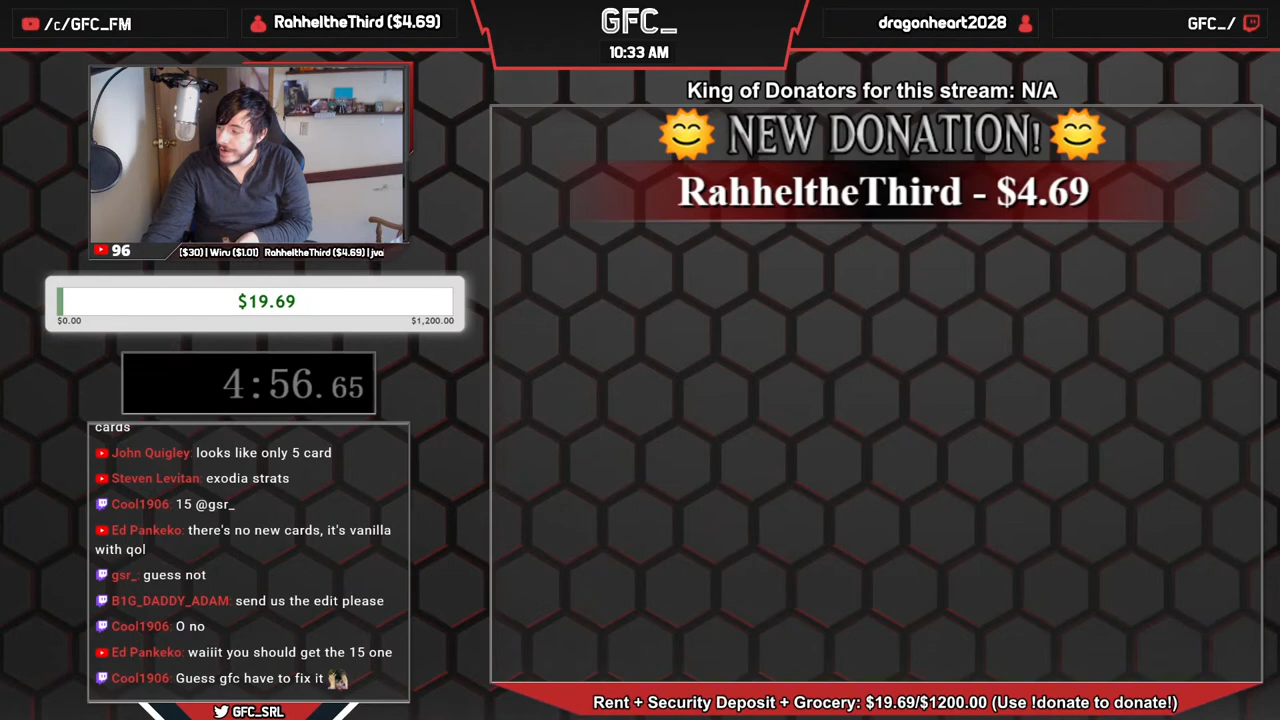 /c/GFC_FM
RahheltheThird ($4.69)
GFC_
10:33 AM
dragonheart2028
GFC_/
King of Donators for this stream: N/A
NEW DONATION!
RahheltheThird - $4.69
96
($30) | Wiru ($1.01) RahheltheThird ($4.69) | jva
$19.69
$0.00
$1,200.00
4:56.65
cards
John Quigley: looks like only 5 card
Steven Levitan: exodia strats
Cool1906: 15 @gsr_
Ed Pankeko: there's no new cards, it's vanilla
with qol
gsr_: guess not
B1G_DADDY_ADAM: send us the edit please
Cool1906: O no
Ed Pankeko: waiiit you should get the 15 one
Cool1906: Guess gfc have to fix it
GFC_SRL
Rent + Security Deposit + Grocery: $19.69/$1200.00 (Use !donate to donate!)